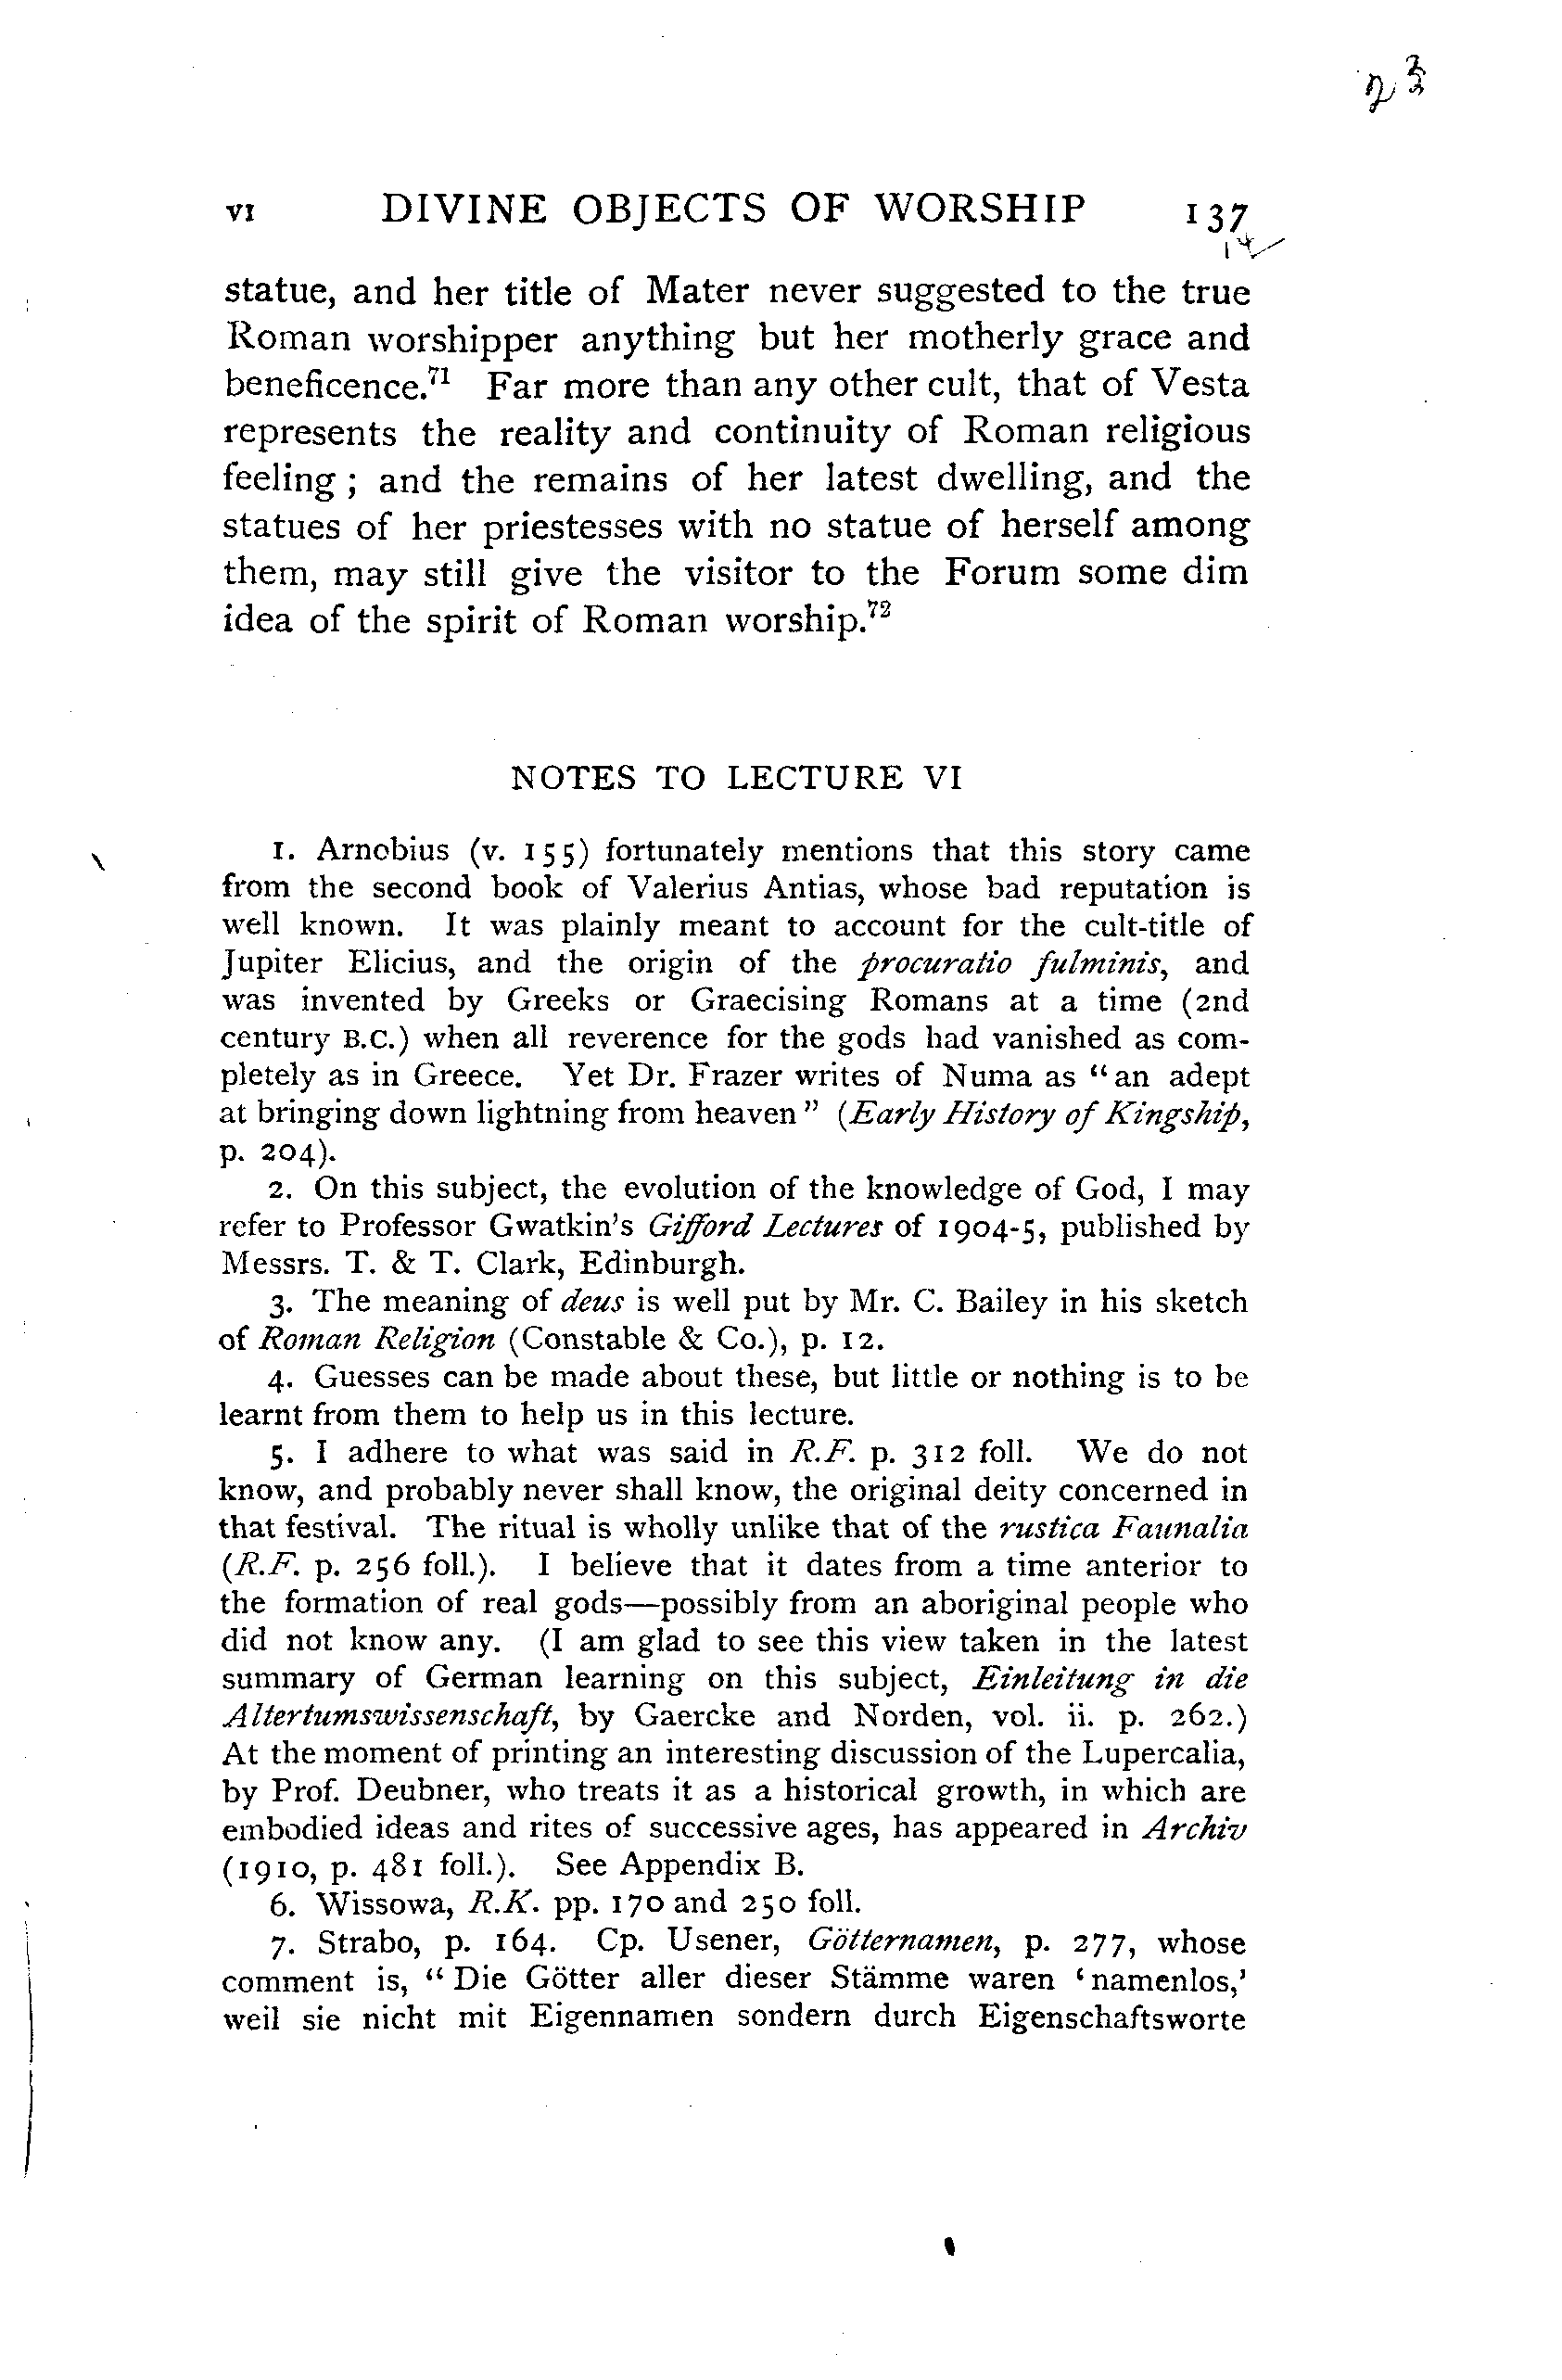 VI DIVINE OBJECTS OF WORSHIP 137
statue, and her title of Mater never suggested to the true
Roman worshipper anything but her motherly grace and
beneficence.⁷¹ Far more than any other cult, that of Vesta
represents the reality and continuity of Roman religious
feeling ; and the remains of her latest dwelling, and the
statues of her priestesses with no statue of herself among
them, may still give the visitor to the Forum some dim
idea of the spirit of Roman worship.⁷²
NOTES TO LECTURE VI
1. Arnobius (v. 155) fortunately mentions that this story came
from the second book of Valerius Antias, whose bad reputation is
well known. It was plainly meant to account for the cult-title of
Jupiter Elicius, and the origin of the procuratio fulminis, and
was invented by Greeks or Graecising Romans at a time (2nd
century B.C.) when all reverence for the gods had vanished as com-
pletely as in Greece. Yet Dr. Frazer writes of Numa as "an adept
at bringing down lightning from heaven" (Early History of Kingship,
p. 204).
2. On this subject, the evolution of the knowledge of God, I may
refer to Professor Gwatkin's Gifford Lectures of 1904-5, published by
Messrs. T. & T. Clark, Edinburgh.
3. The meaning of deus is well put by Mr. C. Bailey in his sketch
of Roman Religion (Constable & Co.), p. 12.
4. Guesses can be made about these, but little or nothing is to be
learnt from them to help us in this lecture.
5. I adhere to what was said in R.F. p. 312 foll. We do not
know, and probably never shall know, the original deity concerned in
that festival. The ritual is wholly unlike that of the rustica Faunalia
(R.F. p. 256 foll.). I believe that it dates from a time anterior to
the formation of real gods—possibly from an aboriginal people who
did not know any. (I am glad to see this view taken in the latest
summary of German learning on this subject, Einleitung in die
Altertumswissenschaft, by Gaercke and Norden, vol. ii. p. 262.)
At the moment of printing an interesting discussion of the Lupercalia,
by Prof. Deubner, who treats it as a historical growth, in which are
embodied ideas and rites of successive ages, has appeared in Archiv
(1910, p. 481 foll.). See Appendix B.
6. Wissowa, R.K. pp. 170 and 250 foll.
7. Strabo, p. 164. Cp. Usener, Götternamen, p. 277, whose
comment is, "Die Götter aller dieser Stämme waren 'namenlos,'
weil sie nicht mit Eigennamen sondern durch Eigenschaftsworte